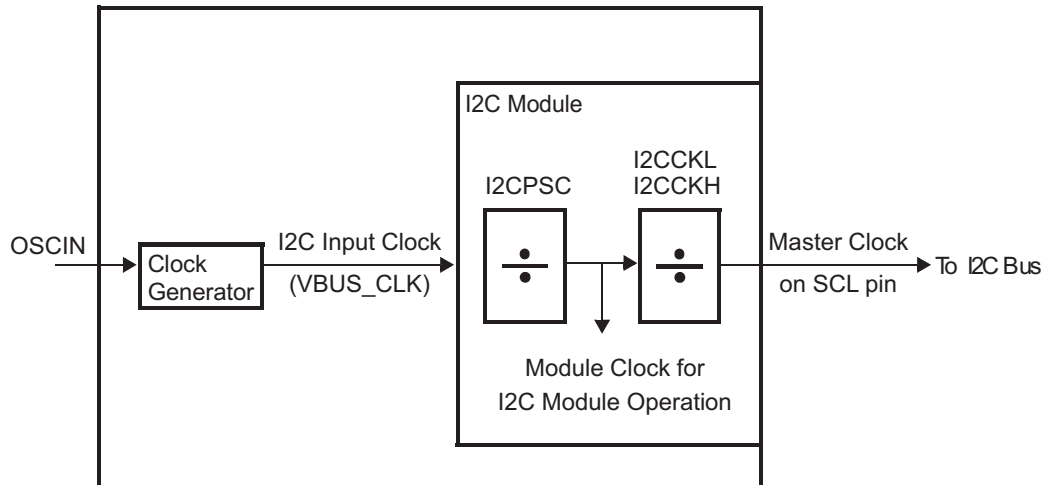 I2C Module
I2CCKL
I2CPSC I2CCKH
OSCIN
Clock
Generator
I2C Input Clock
(VBUS_CLK)
Master Clock
on SCL pin
To I2C Bus
Module Clock for
I2C Module Operation